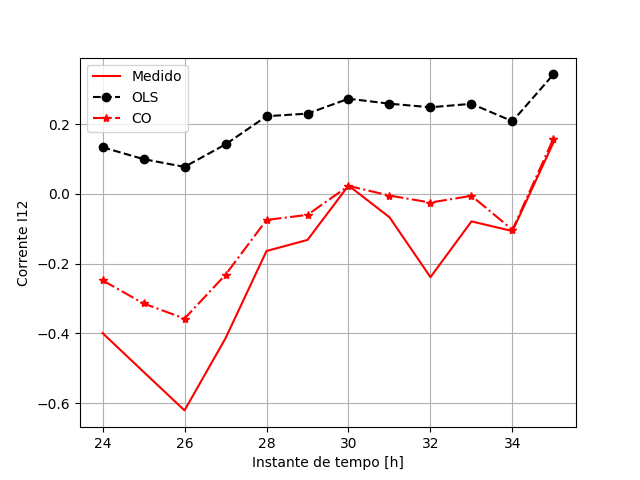 Medido
OLS
CO
0.2
0.0
−0.2
−0.4
−0.6
Corrente I12
24 26 28 30 32 34
Instante de tempo [h]